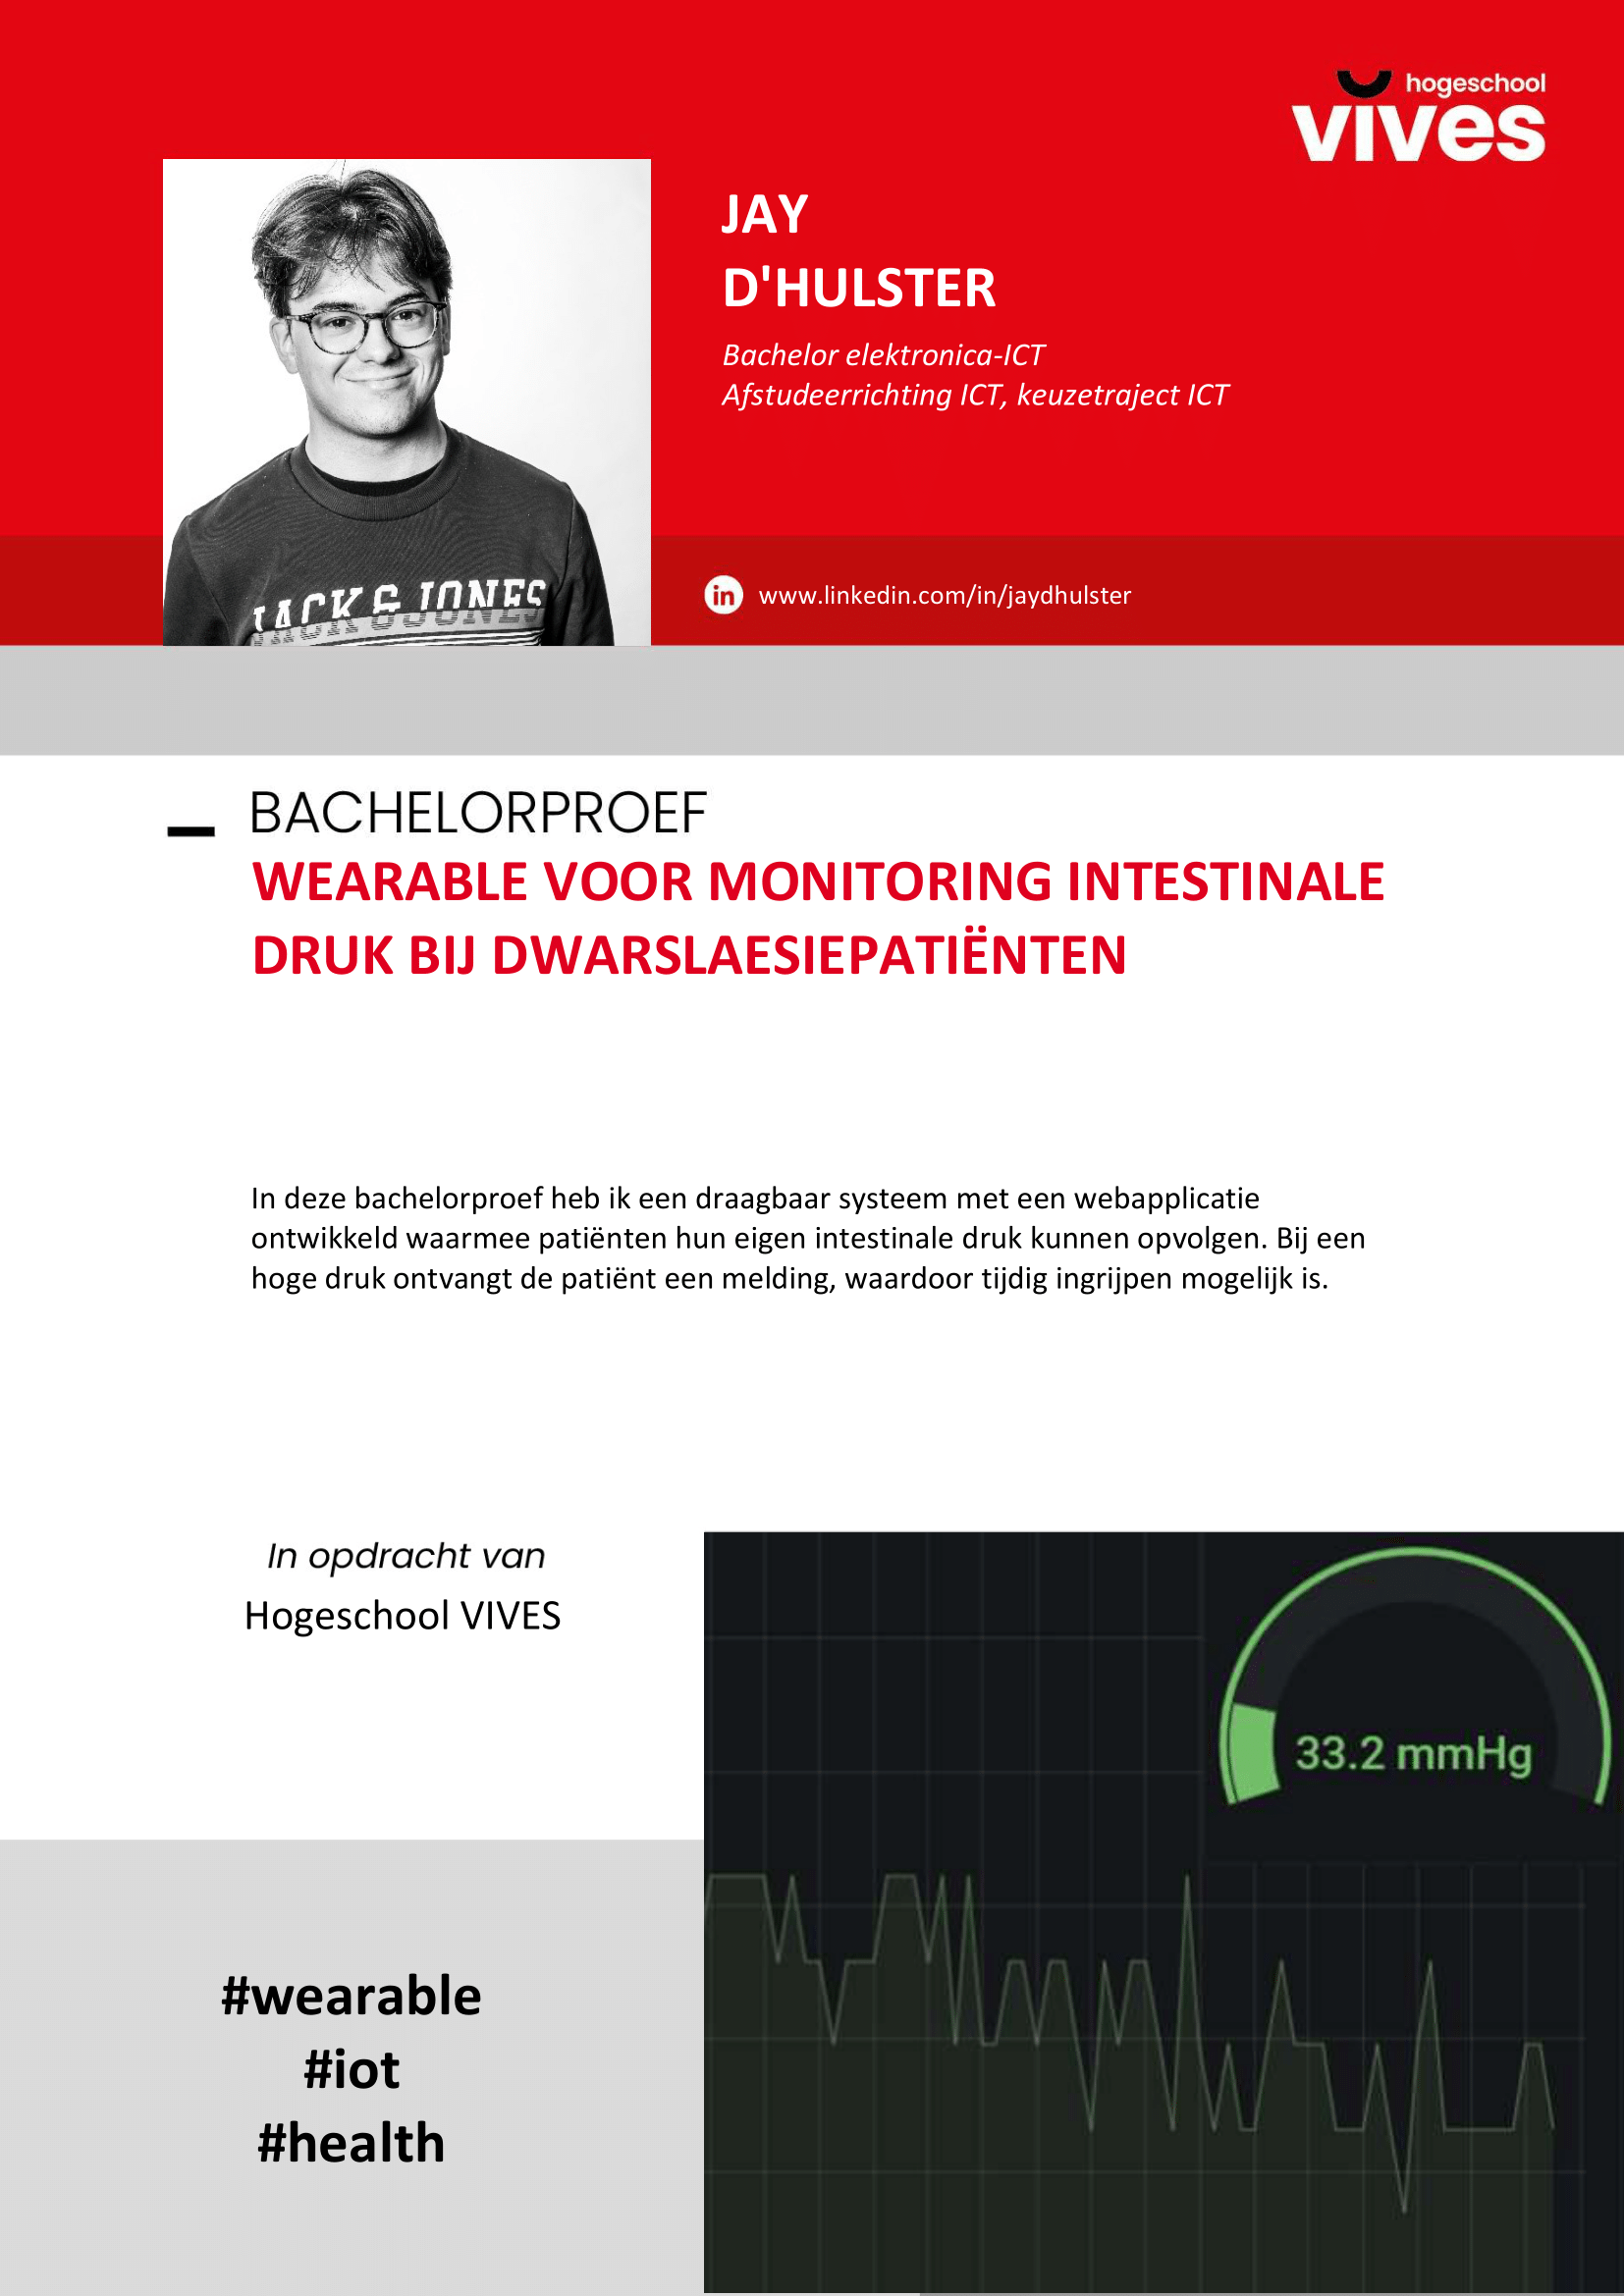 hogeschool
vives
JAY
D'HULSTER
Bachelor elektronica-ICT
Afstudeerrichting ICT, keuzetraject ICT
JACK & JONES
in www.linkedin.com/in/jaydhulster
BACHELORPROEF
WEARABLE VOOR MONITORING INTESTINALE
DRUK BIJ DWARSLAESIEPATIËNTEN
In deze bachelorproef heb ik een draagbaar systeem met een webapplicatie
ontwikkeld waarmee patiënten hun eigen intestinale druk kunnen opvolgen. Bij een
hoge druk ontvangt de patiënt een melding, waardoor tijdig ingrijpen mogelijk is.
In opdracht van
Hogeschool VIVES
33.2 mmHg
#wearable
#iot
#health